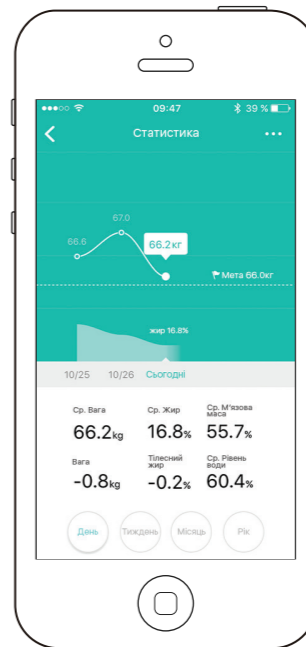 09:47 39 %
Статистика
67.0
66.6
66.2кг
Мета 66.0кг
жир 16.8%
10/25 10/26 Сьогодні
Ср. Вага Ср. Жир Ср. М'язова маса
66.2kg 16.8% 55.7%
Вага Тілесний жир Ср. Рівень води
-0.8kg -0.2% 60.4%
День Тиждень Місяць Рік